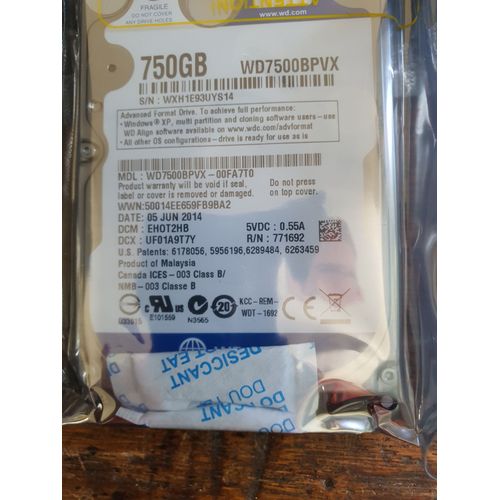 FRAGILE
DO NOT COVER
ANY DRIVE HOLES
ATTENTION
www.wd.com
750GB WD7500BPVX
S/N: WXH1E93UYS14
Advanced Format Drive. To achieve full performance:
•Windows® XP, multi partition and cloning software users - use
WD Align software available on www.wdc.com/advformat
•All other OS configurations-drive is ready for use as is
MDL: WD7500BPVX-00FA7T0
Product warranty will be void if seal,
label or cover is removed or damaged.
Do not press
on top cover.
WWN:50014EE659FB9BA2
DATE: 05 JUN 2014
DCM: EHOT2HB
5VDC: 0.55A
DCX: UF01A9T7Y
R/N: 771692
U.S. Patents: 6178056, 5956196,6289484, 6263459
Product of Malaysia
Canada ICES-003 Class B/
NMB-003 Classe B
E101559
N3565
20
KCC-REM-
WDT-1692
CE
DESICCANT
DO NOT EAT
DESICCANT